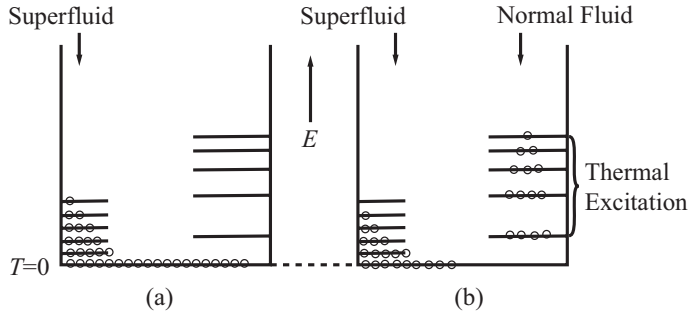 Superfluid
Superfluid
Normal Fluid
E
Thermal
Excitation
T=0
(a)
(b)